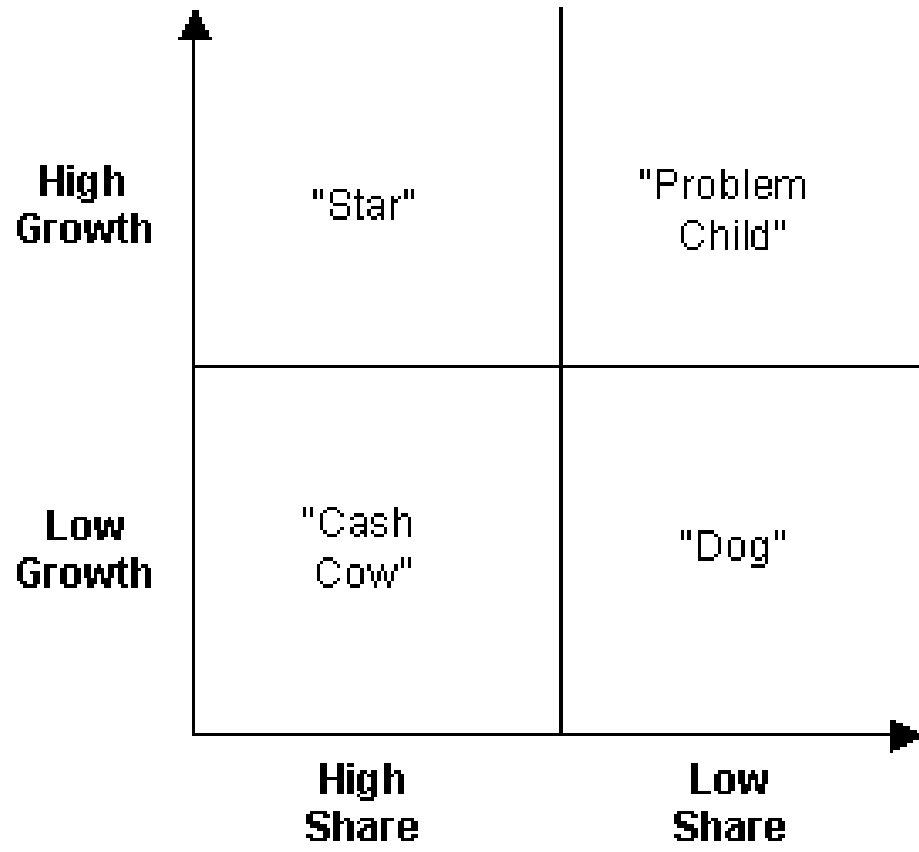 High
Growth
"Star"
"Problem
Child"
Low
Growth
"Cash
Cow"
"Dog"
High
Share
Low
Share